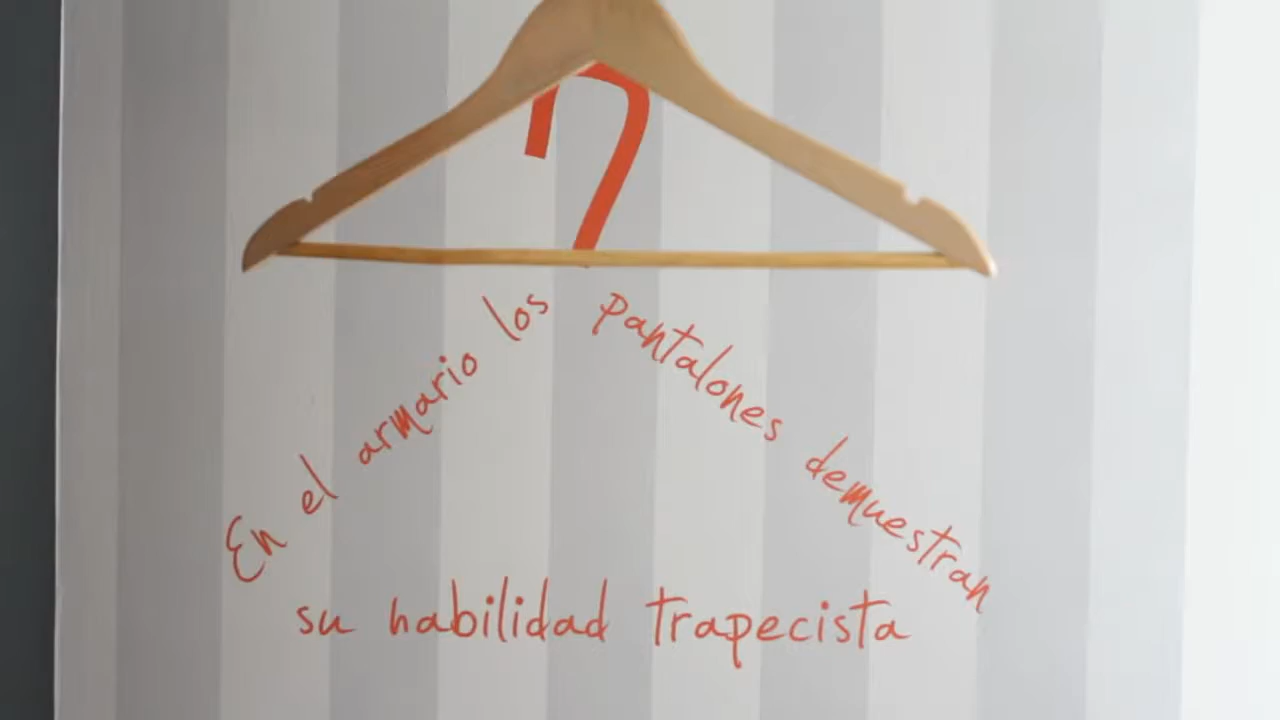 En el armario los pantalones demuestran
su habilidad trapecista